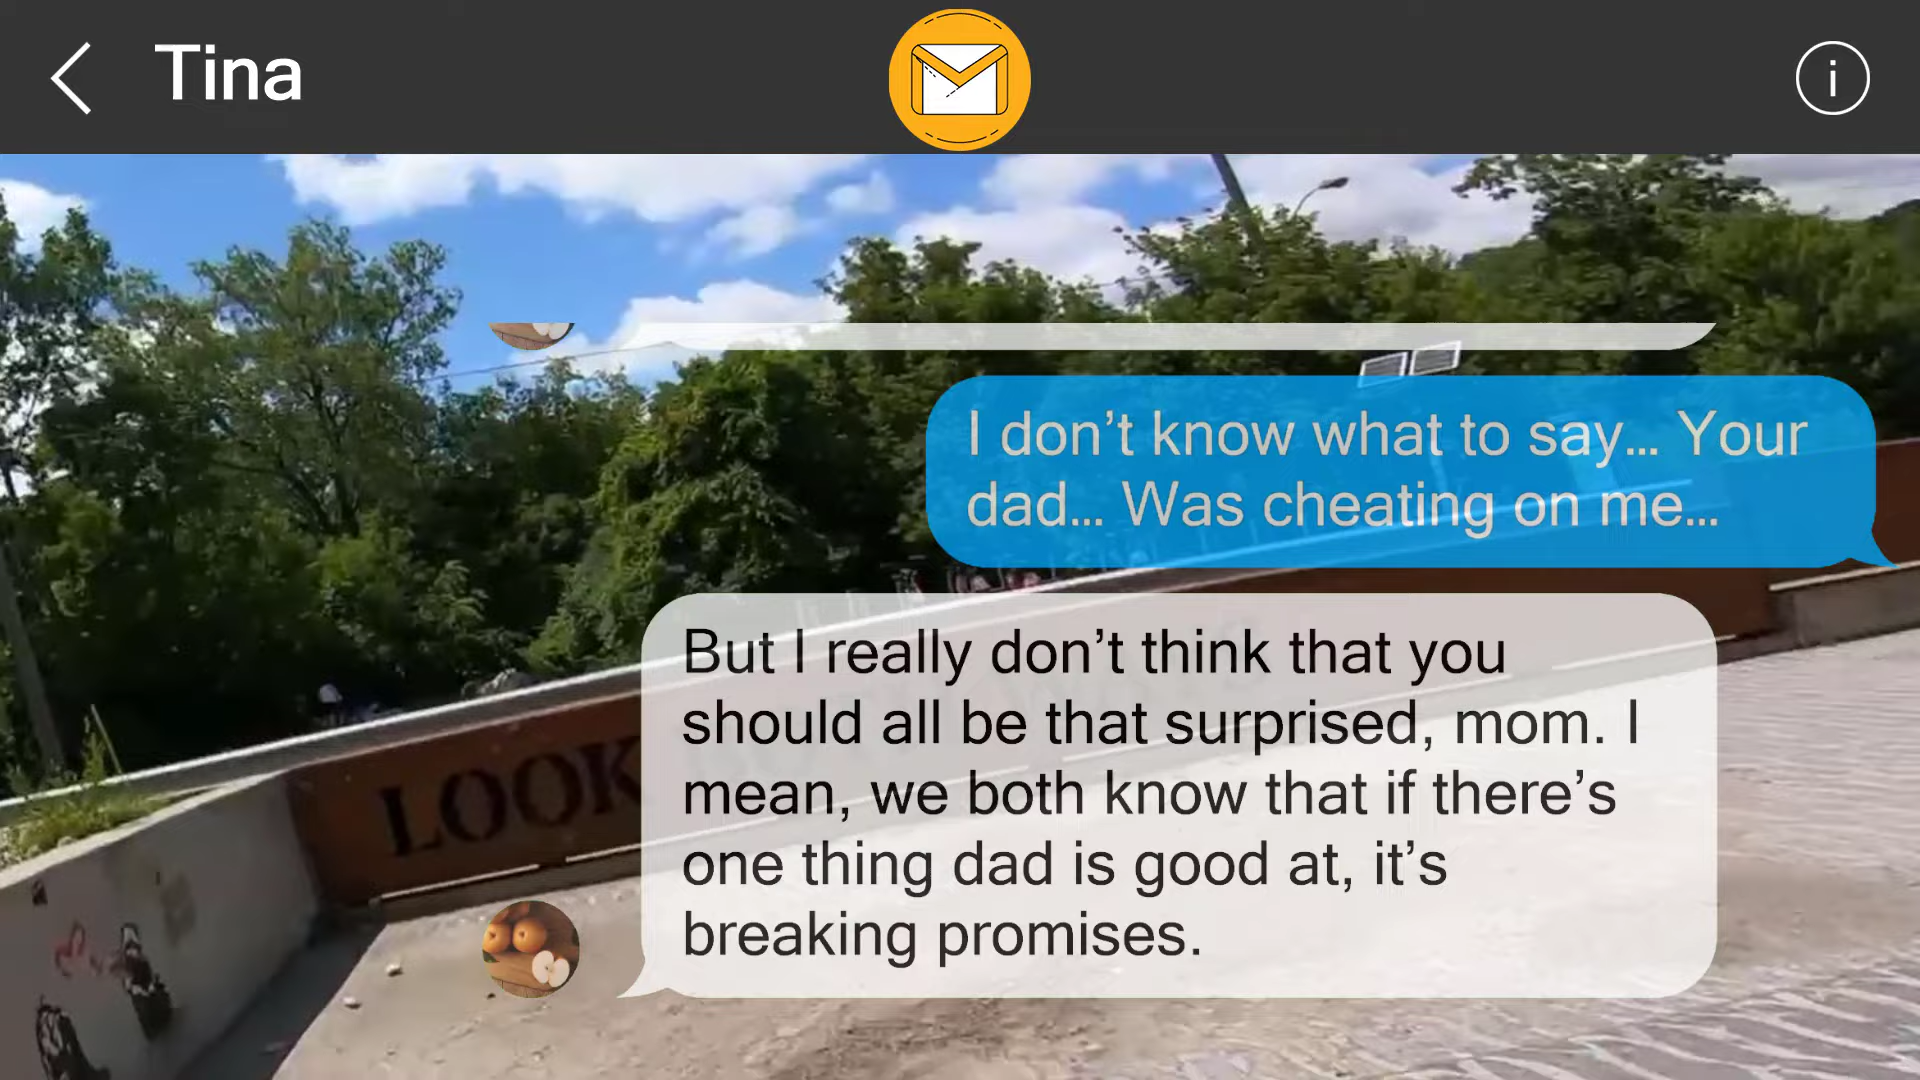 Tina
i
I don’t know what to say... Your
dad... Was cheating on me...
But I really don’t think that you
should all be that surprised, mom. I
mean, we both know that if there’s
one thing dad is good at, it’s
breaking promises.
LOOK